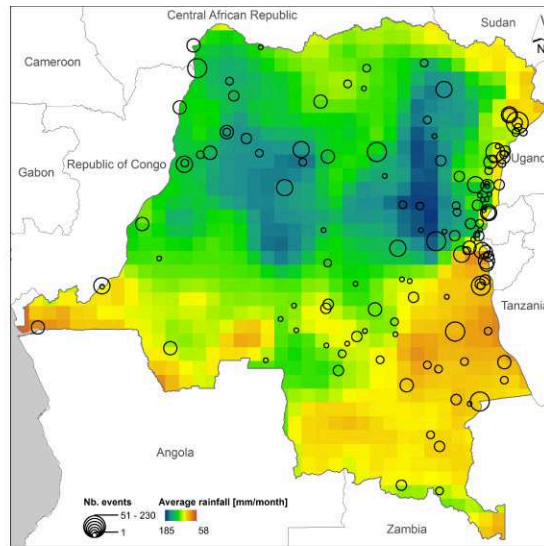 Central African Republic
Sudan
N
Cameroon
Republic of Congo
Uganda
Gabon
Tanzania
Angola
Nb. events
51 - 230
1
Average rainfall [mm/month]
185
58
Zambia